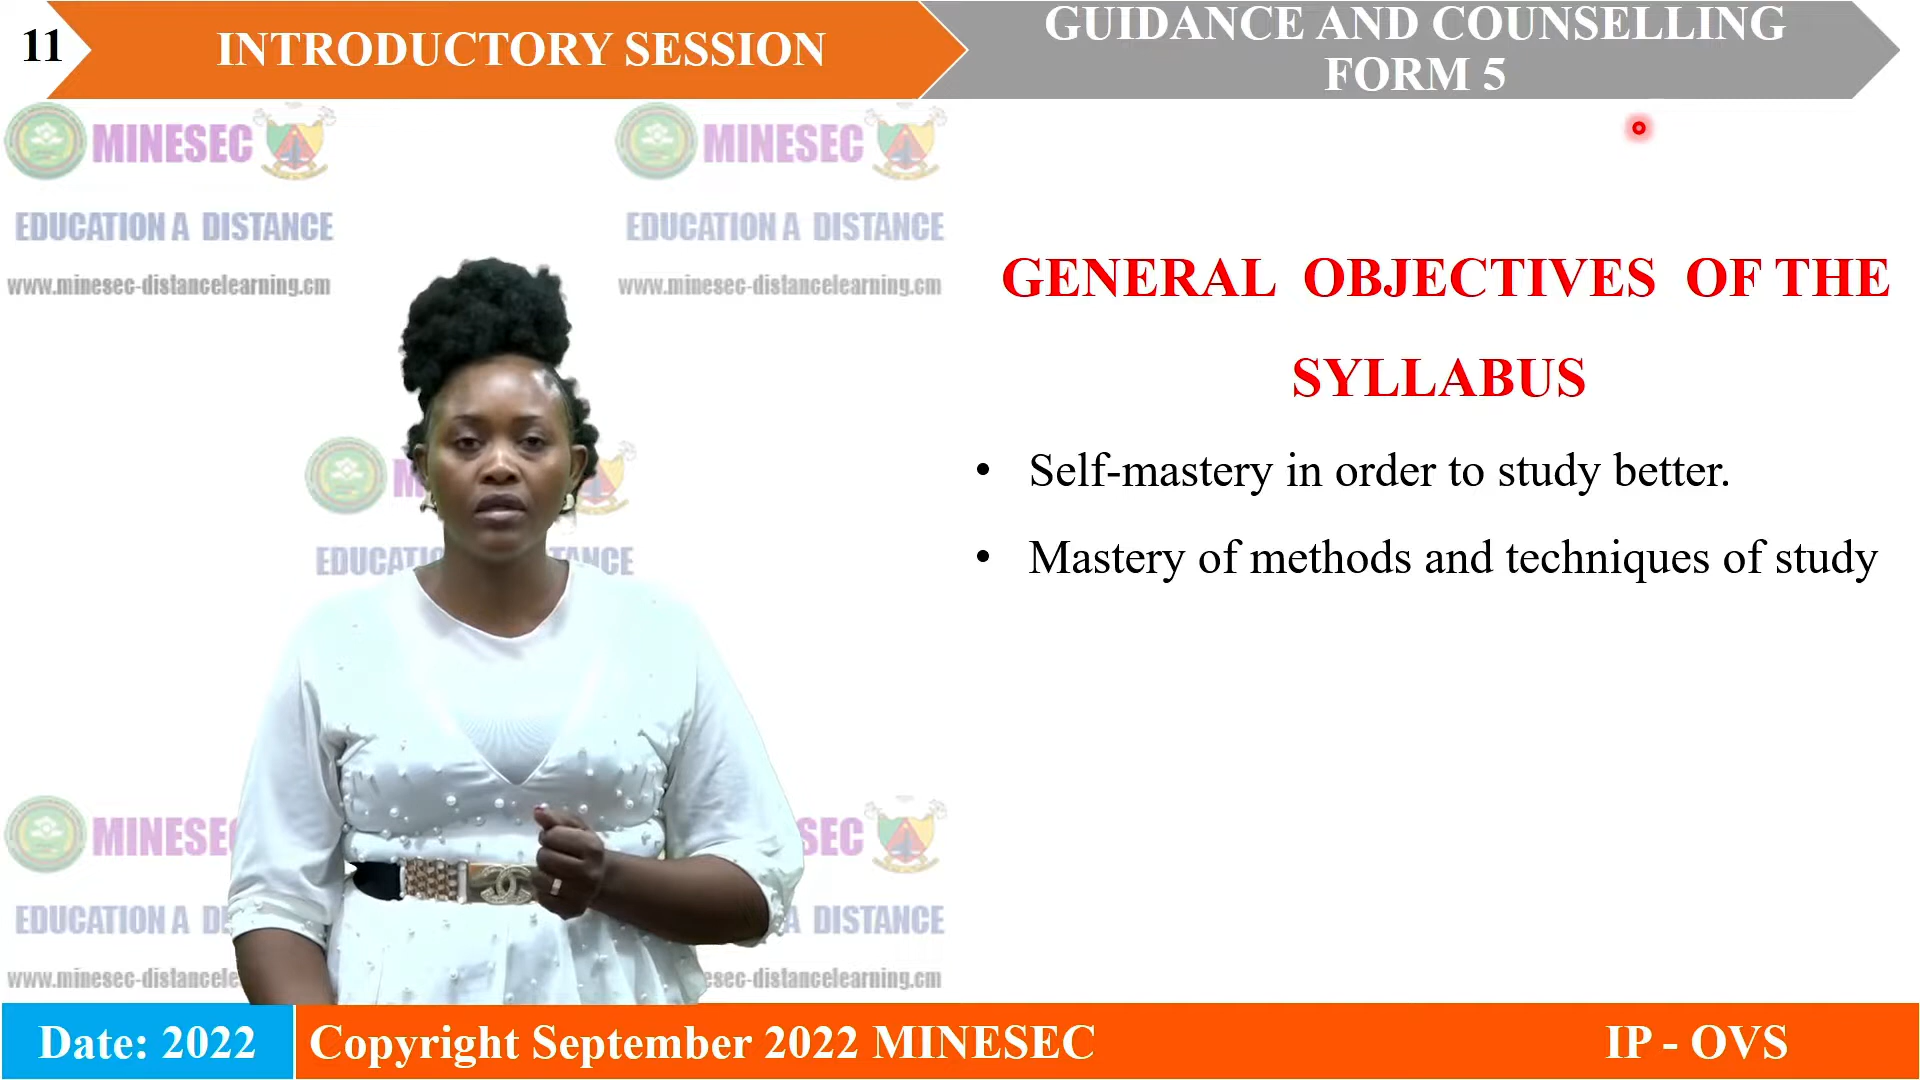 11
INTRODUCTORY SESSION
GUIDANCE AND COUNSELLING
FORM 5
MINESEC
MINESEC
EDUCATION A DISTANCE
EDUCATION A DISTANCE
www.minesec-distancelearning.cm
www.minesec-distancelearning.cm
GENERAL OBJECTIVES OF THE
SYLLABUS
• Self-mastery in order to study better.
• Mastery of methods and techniques of study
Date: 2022
Copyright September 2022 MINESEC
IP - OVS